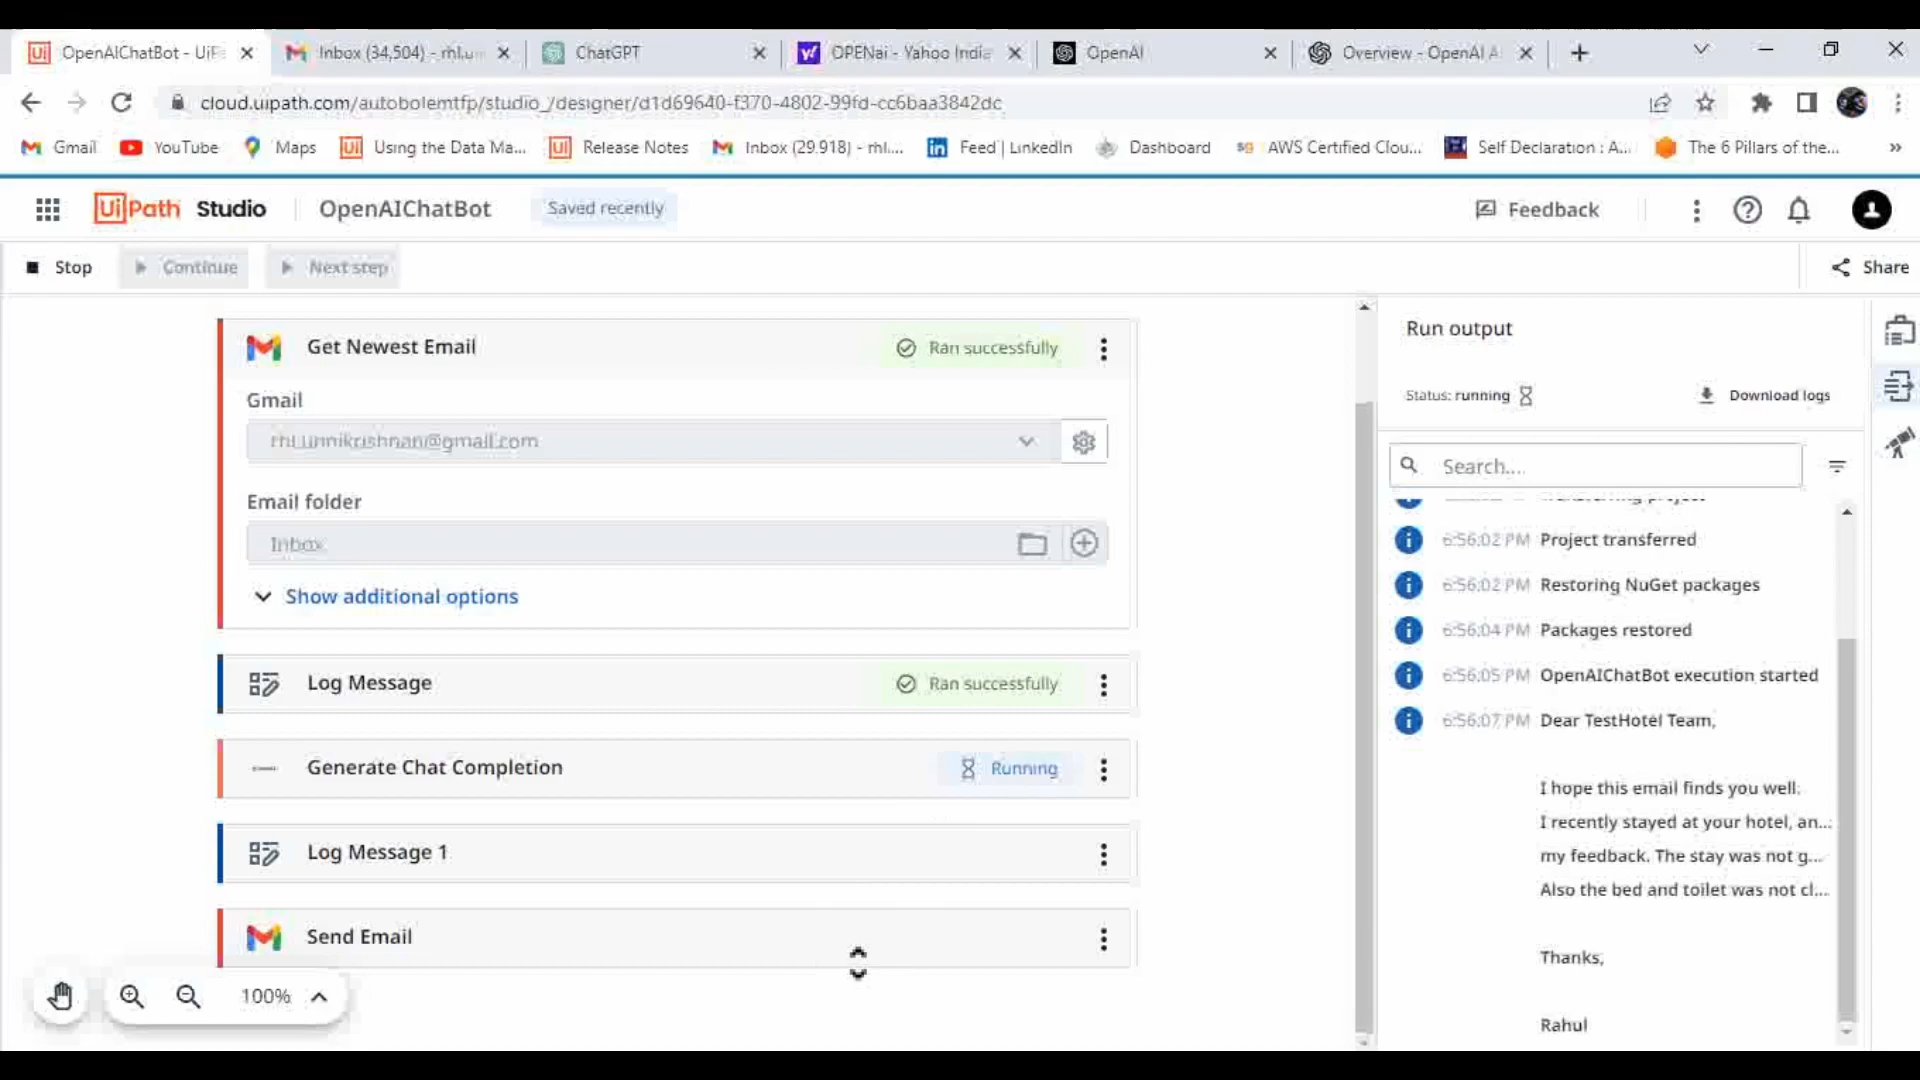 OpenAIChatBot - UiPa
Inbox (34,504) - rhl.un
ChatGPT
OPENai - Yahoo India
OpenAI
Overview - OpenAI A
cloud.uipath.com/autobolemtfp/studio_/designer/d1d69640-f370-4802-99fd-cc6baa3842dc
Gmail
YouTube
Maps
Using the Data Ma...
Release Notes
Inbox (29,918) - rhl....
Feed | LinkedIn
Dashboard
AWS Certified Clou...
Self Declaration : A...
The 6 Pillars of the...
UiPath Studio
OpenAIChatBot
Saved recently
Feedback
Stop
Continue
Next step
Share
Get Newest Email
Ran successfully
Gmail
rhl.unnikrishnan@gmail.com
Email folder
Inbox
Show additional options
Log Message
Ran successfully
Generate Chat Completion
Running
Log Message 1
Send Email
100%
Run output
Status: running
Download logs
Search....
6:56:02 PM Project transferred
6:56:02 PM Restoring NuGet packages
6:56:04 PM Packages restored
6:56:05 PM OpenAIChatBot execution started
6:56:07 PM Dear TestHotel Team,
I hope this email finds you well.
I recently stayed at your hotel, an...
my feedback. The stay was not g...
Also the bed and toilet was not cl...
Thanks,
Rahul